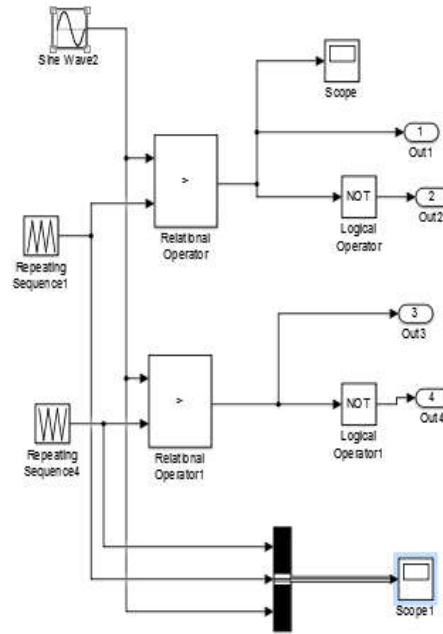 Sine Wave2
Scope
1
Out1
>
NOT
2
Out2
Relational
Operator
Logical
Operator
Repeating
Sequence1
3
Out3
>
NOT
4
Out4
Repeating
Sequence4
Relational
Operator1
Logical
Operator1
Scope1